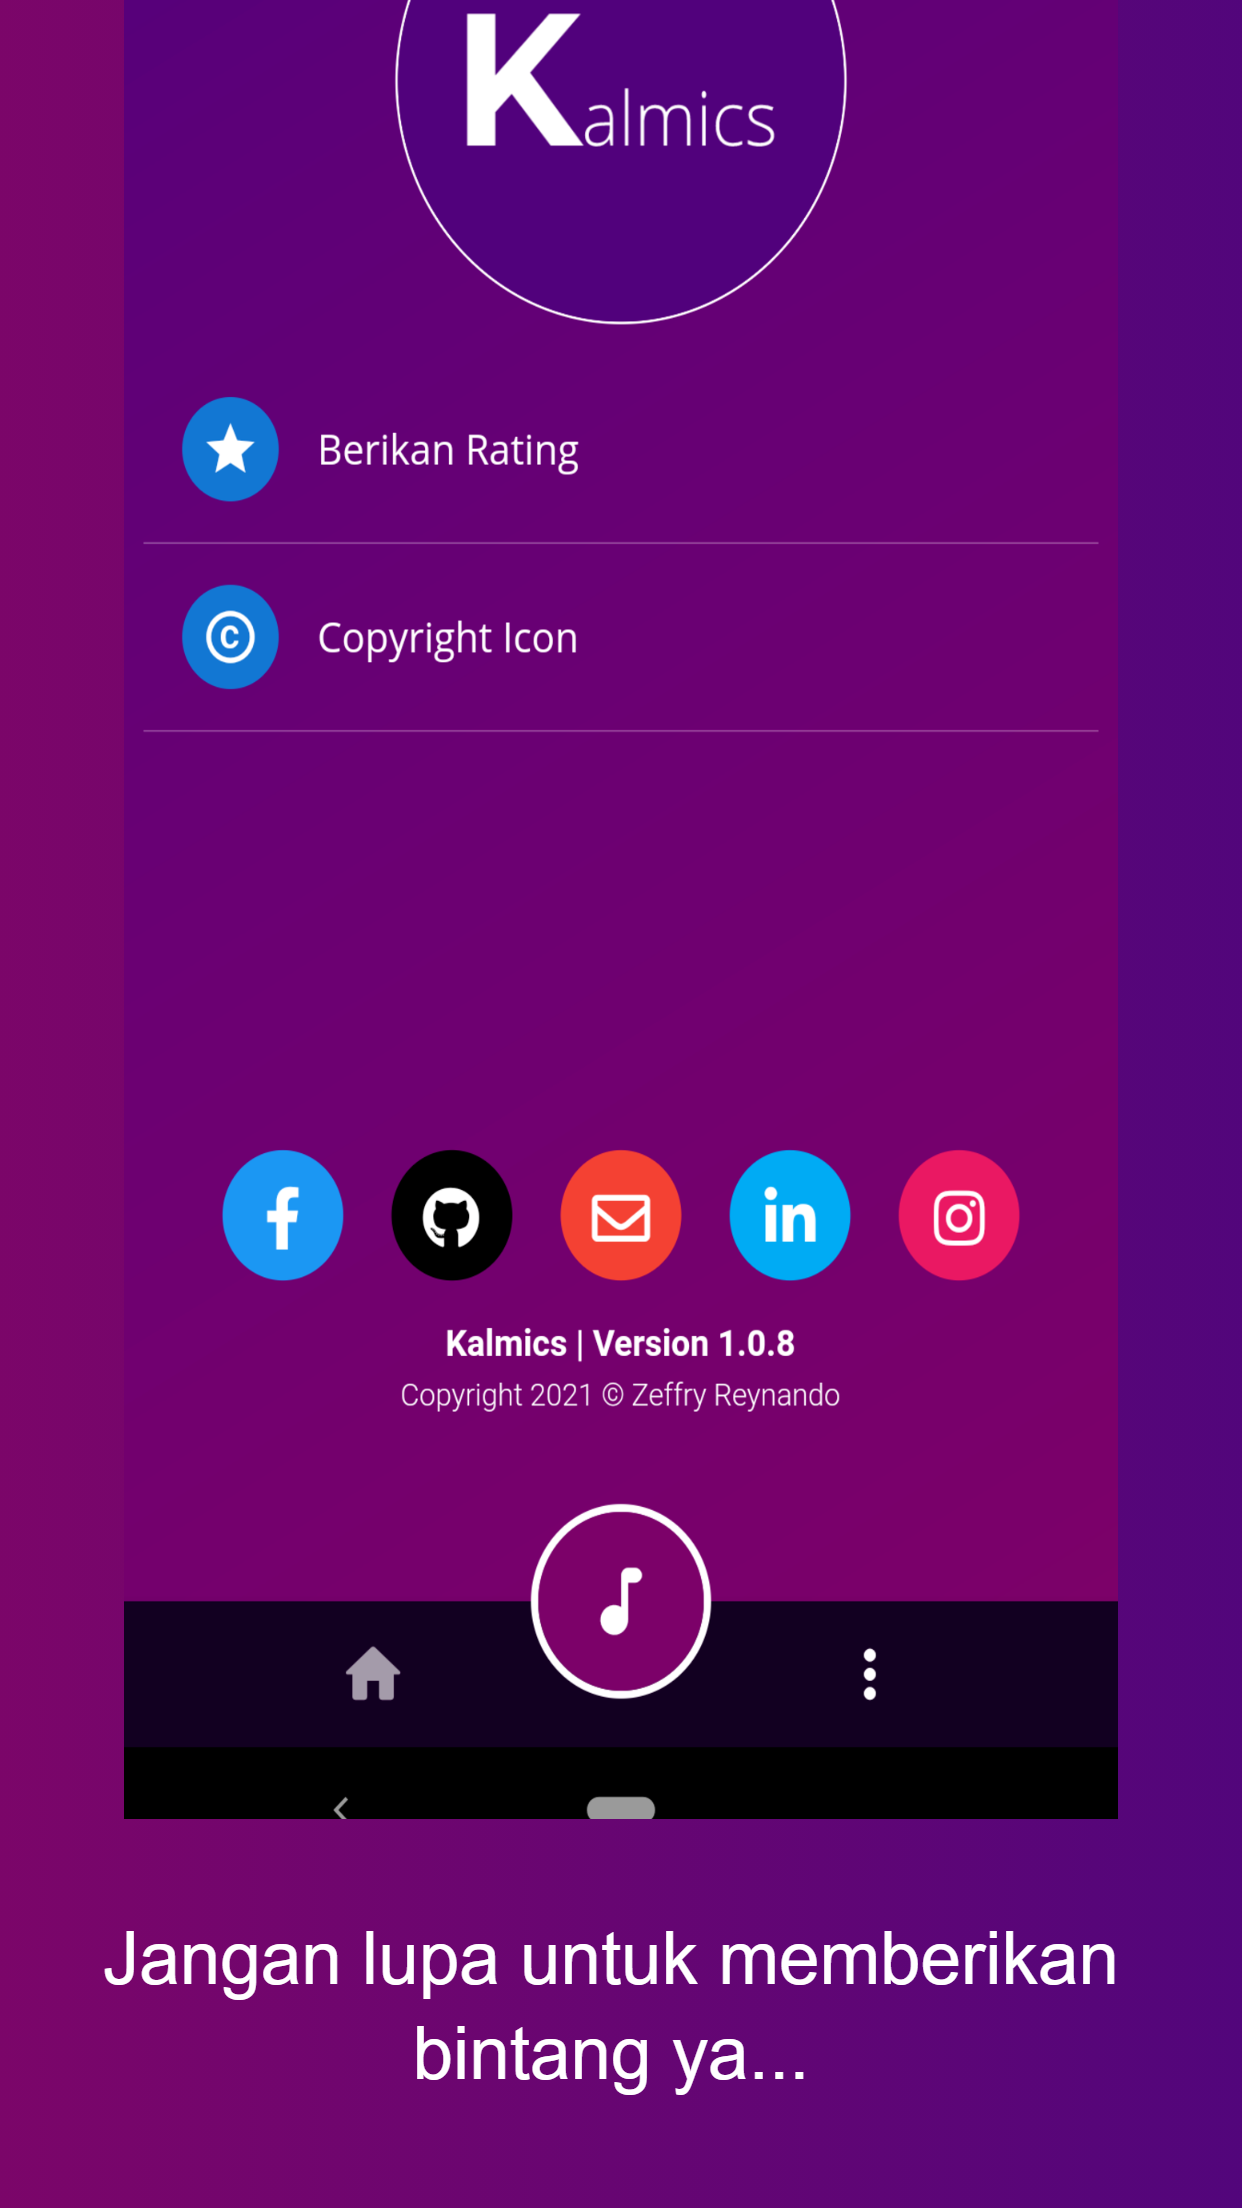 Kalmics
Berikan Rating
Copyright Icon
Kalmics | Version 1.0.8
Copyright 2021 © Zeffry Reynando
Jangan lupa untuk memberikan
bintang ya...